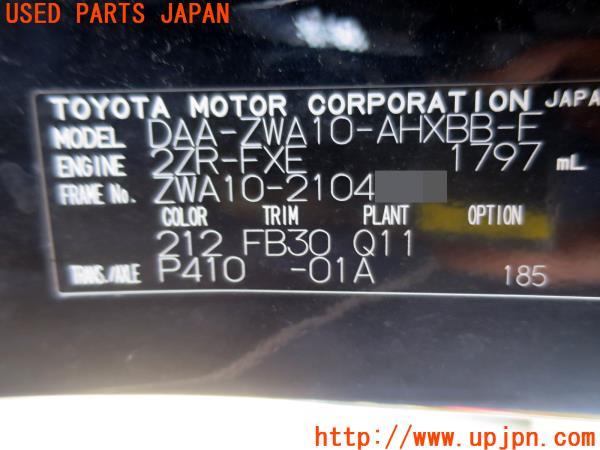 USED PARTS JAPAN
TOYOTA MOTOR CORPORATION JAPA
MODEL DAA-ZWA10-AHXBB-F
ENGINE 2ZR-FXE 1797 mL
FRAME No. ZWA10-2104
COLOR TRIM PLANT OPTION
212 FB30 Q11
TRANS./AXLE P410 -01A 185
UPJ
http://www.upjpn.com